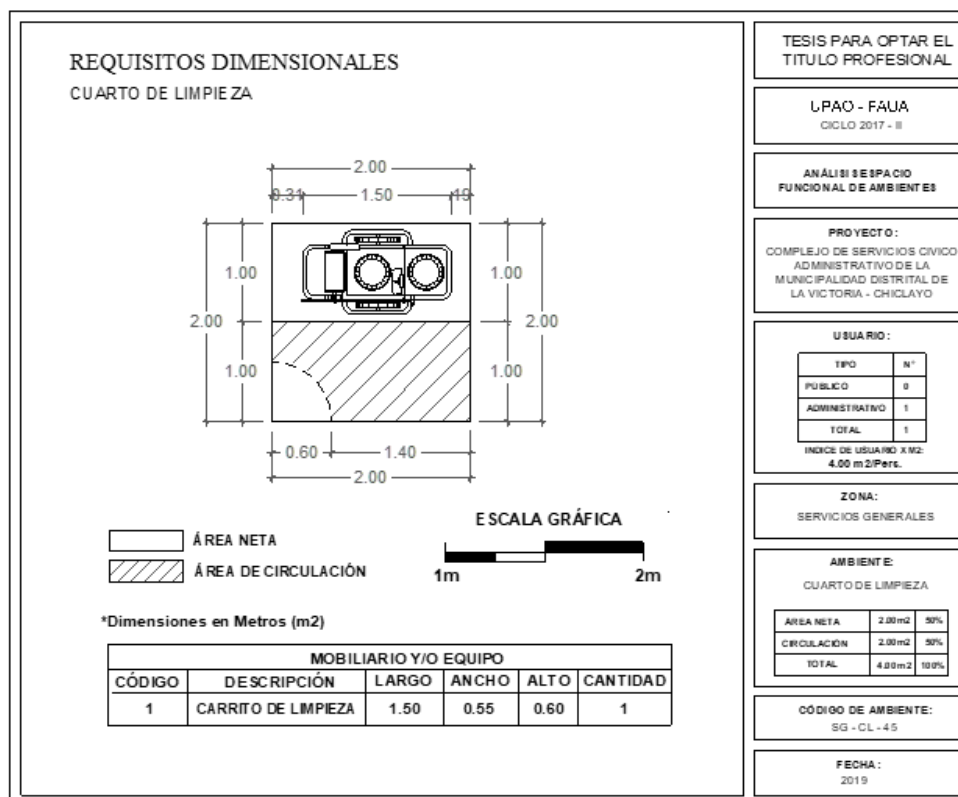 REQUISITOS DIMENSIONALES
CUARTO DE LIMPIEZA
2.00
0.31 1.50 19
1.00 1.00
2.00 2.00
1.00 1.00
0.60 1.40
2.00
ÁREA NETA
ÁREA DE CIRCULACIÓN
ESCALA GRÁFICA
1m 2m
*Dimensiones en Metros (m2)
MOBILIARIO Y/O EQUIPO
CÓDIGO DESCRIPCIÓN LARGO ANCHO ALTO CANTIDAD
1 CARRITO DE LIMPIEZA 1.50 0.55 0.60 1
TESIS PARA OPTAR EL
TITULO PROFESIONAL
UPAO - FAUA
CICLO 2017 - II
ANÁLISIS ESPACIO
FUNCIONAL DE AMBIENTES
PROYECTO:
COMPLEJO DE SERVICIOS CIVICO
ADMINISTRATIVO DE LA
MUNICIPALIDAD DISTRITAL DE
LA VICTORIA - CHICLAYO
USUARIO:
TIPO N°
PÚBLICO 0
ADMINISTRATIVO 1
TOTAL 1
INDICE DE USUARIO X M2:
4.00 m2/Pers.
ZONA:
SERVICIOS GENERALES
AMBIENTE:
CUARTO DE LIMPIEZA
AREA NETA 2.00m2 50%
CIRCULACIÓN 2.00m2 50%
TOTAL 4.00m2 100%
CÓDIGO DE AMBIENTE:
SG - CL - 45
FECHA:
2019